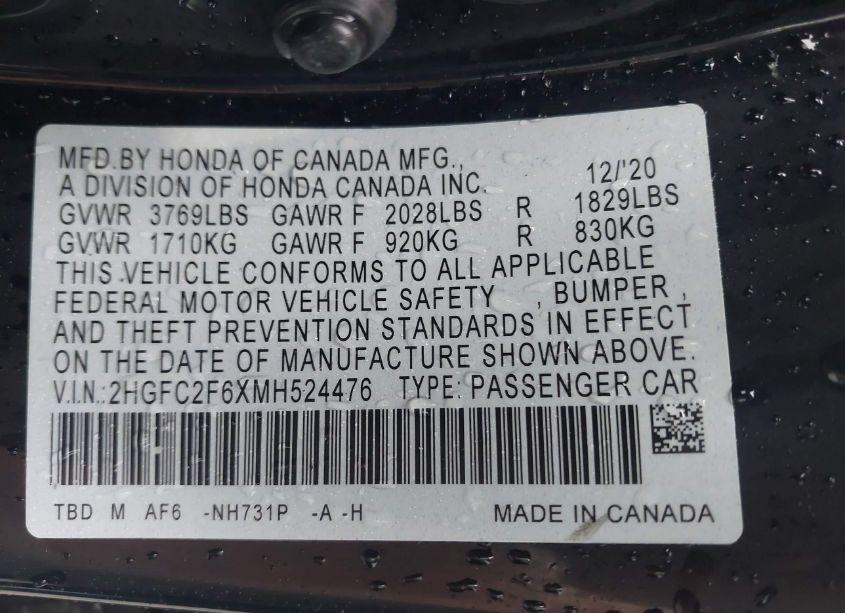 MFD.BY HONDA OF CANADA MFG.,
A DIVISION OF HONDA CANADA INC. 12/'20
GVWR 3769LBS GAWR F 2028LBS R 1829LBS
GVWR 1710KG GAWR F 920KG R 830KG
THIS VEHICLE CONFORMS TO ALL APPLICABLE
FEDERAL MOTOR VEHICLE SAFETY , BUMPER ,
AND THEFT PREVENTION STANDARDS IN EFFECT
ON THE DATE OF MANUFACTURE SHOWN ABOVE.
V.I.N.:2HGFC2F6XMH524476 TYPE: PASSENGER CAR
TBD M AF6 -NH731P -A -H MADE IN CANADA